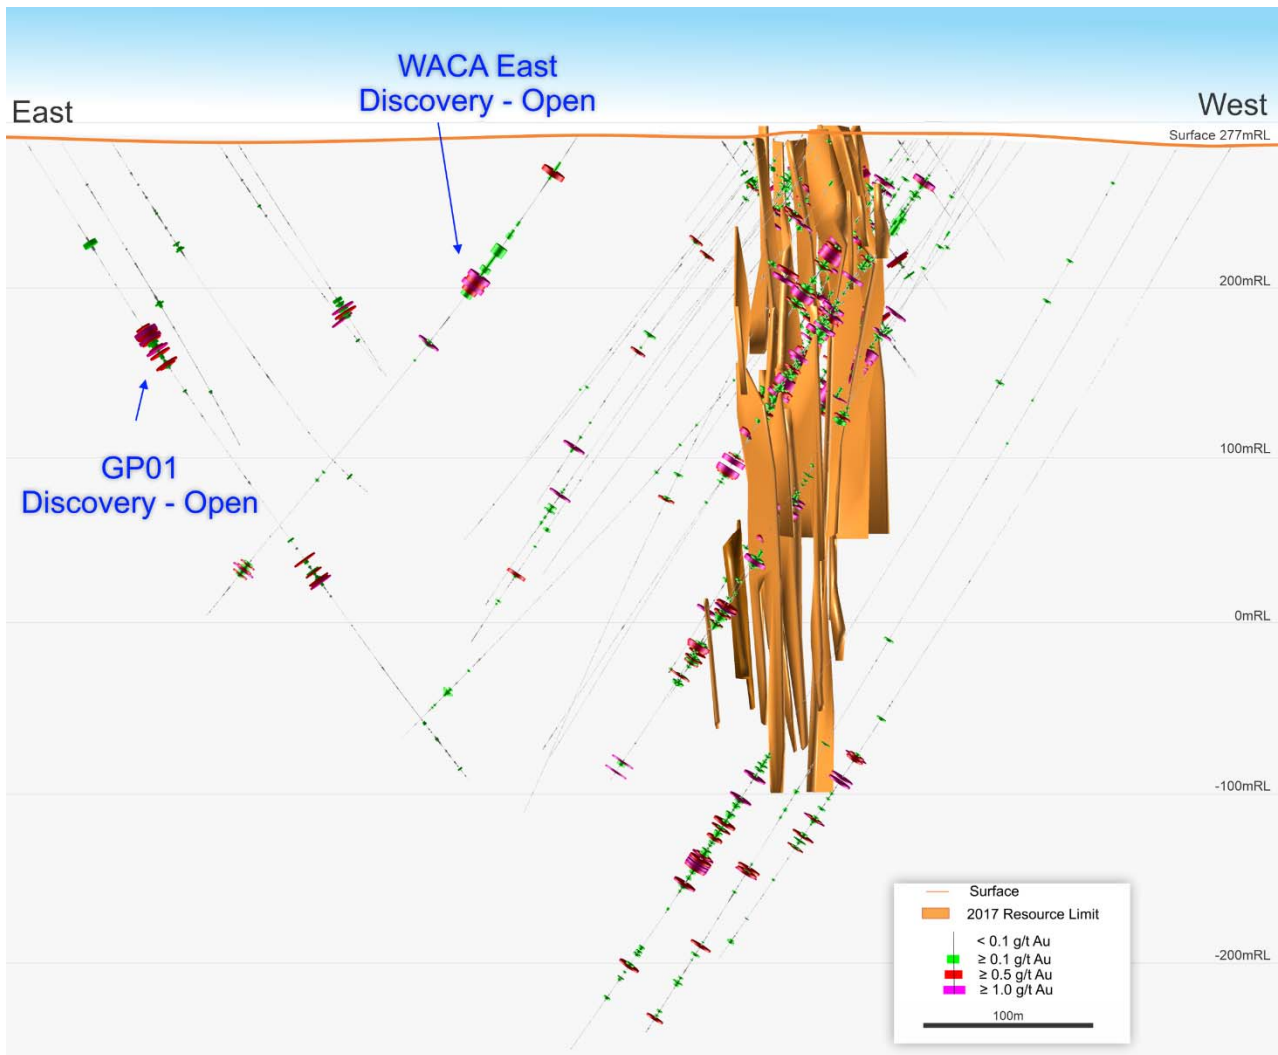 WACA East
Discovery - Open
East
West
Surface 277mRL
200mRL
GP01
Discovery - Open
100mRL
0mRL
-100mRL
-200mRL
Surface
2017 Resource Limit
< 0.1 g/t Au
≥ 0.1 g/t Au
≥ 0.5 g/t Au
≥ 1.0 g/t Au
100m